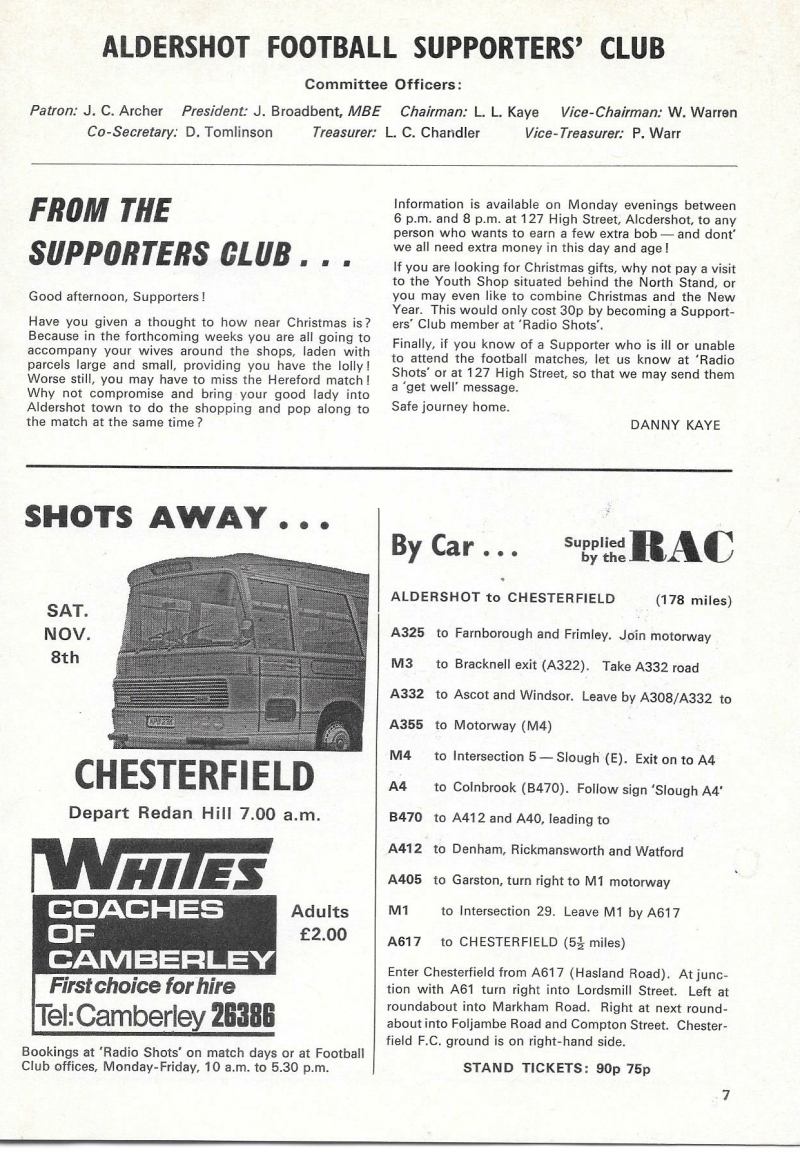 ALDERSHOT FOOTBALL SUPPORTERS' CLUB
Committee Officers:
Patron: J. C. Archer President: J. Broadbent, MBE Chairman: L. L. Kaye Vice-Chairman: W. Warren
Co-Secretary: D. Tomlinson Treasurer: L. C. Chandler Vice-Treasurer: P. Warr
FROM THE
SUPPORTERS CLUB . . .
Good afternoon, Supporters !
Have you given a thought to how near Christmas is ?
Because in the forthcoming weeks you are all going to
accompany your wives around the shops, laden with
parcels large and small, providing you have the lolly !
Worse still, you may have to miss the Hereford match !
Why not compromise and bring your good lady into
Aldershot town to do the shopping and pop along to
the match at the same time ?
Information is available on Monday evenings between
6 p.m. and 8 p.m. at 127 High Street, Alcdershot, to any
person who wants to earn a few extra bob — and dont'
we all need extra money in this day and age !
If you are looking for Christmas gifts, why not pay a visit
to the Youth Shop situated behind the North Stand, or
you may even like to combine Christmas and the New
Year. This would only cost 30p by becoming a Support-
ers' Club member at 'Radio Shots'.
Finally, if you know of a Supporter who is ill or unable
to attend the football matches, let us know at 'Radio
Shots' or at 127 High Street, so that we may send them
a 'get well' message.
Safe journey home.
DANNY KAYE
SHOTS AWAY . . .
SAT.
NOV.
8th
CHESTERFIELD
Depart Redan Hill 7.00 a.m.
WHITES
COACHES
OF
CAMBERLEY
First choice for hire
Tel: Camberley 26386
Adults
£2.00
Bookings at 'Radio Shots' on match days or at Football
Club offices, Monday-Friday, 10 a.m. to 5.30 p.m.
By Car . . .
Supplied
by the RAC
ALDERSHOT to CHESTERFIELD (178 miles)
A325 to Farnborough and Frimley. Join motorway
M3 to Bracknell exit (A322). Take A332 road
A332 to Ascot and Windsor. Leave by A308/A332 to
A355 to Motorway (M4)
M4 to Intersection 5 — Slough (E). Exit on to A4
A4 to Colnbrook (B470). Follow sign 'Slough A4'
B470 to A412 and A40, leading to
A412 to Denham, Rickmansworth and Watford
A405 to Garston, turn right to M1 motorway
M1 to Intersection 29. Leave M1 by A617
A617 to CHESTERFIELD (5½ miles)
Enter Chesterfield from A617 (Hasland Road). At junc-
tion with A61 turn right into Lordsmill Street. Left at
roundabout into Markham Road. Right at next round-
about into Foljambe Road and Compton Street. Chester-
field F.C. ground is on right-hand side.
STAND TICKETS: 90p 75p
7